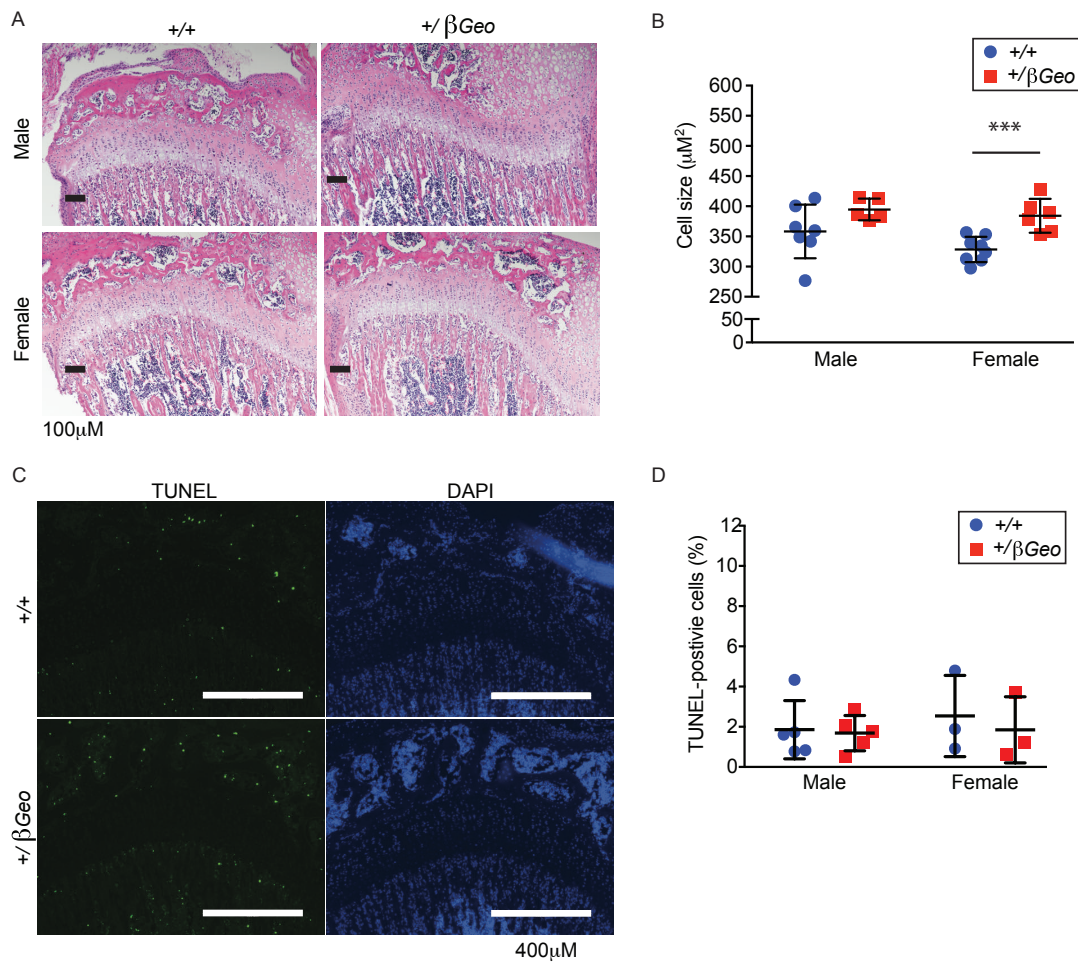 A
+/+
+/βGeo
Male
Female
100μM
B
+/+
+/βGeo
Cell size (μM²)
600
550
500
450
400
350
300
250
50
0
***
Male
Female
C
TUNEL
DAPI
+/+
+/βGeo
400μM
D
+/+
+/βGeo
TUNEL-postivie cells (%)
12
10
8
6
4
2
0
Male
Female